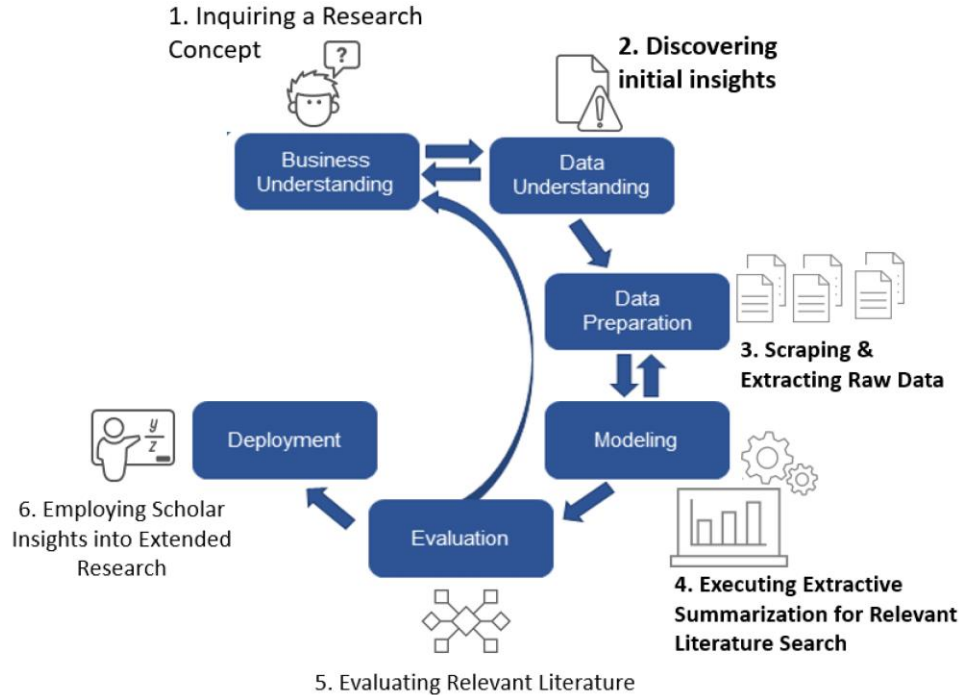 1. Inquiring a Research
Concept
?
2. Discovering
initial insights
Business
Understanding
Data
Understanding
Data
Preparation
3. Scraping &
Extracting Raw Data
Deployment
y
z
Modeling
6. Employing Scholar
Insights into Extended
Research
Evaluation
4. Executing Extractive
Summarization for Relevant
Literature Search
5. Evaluating Relevant Literature